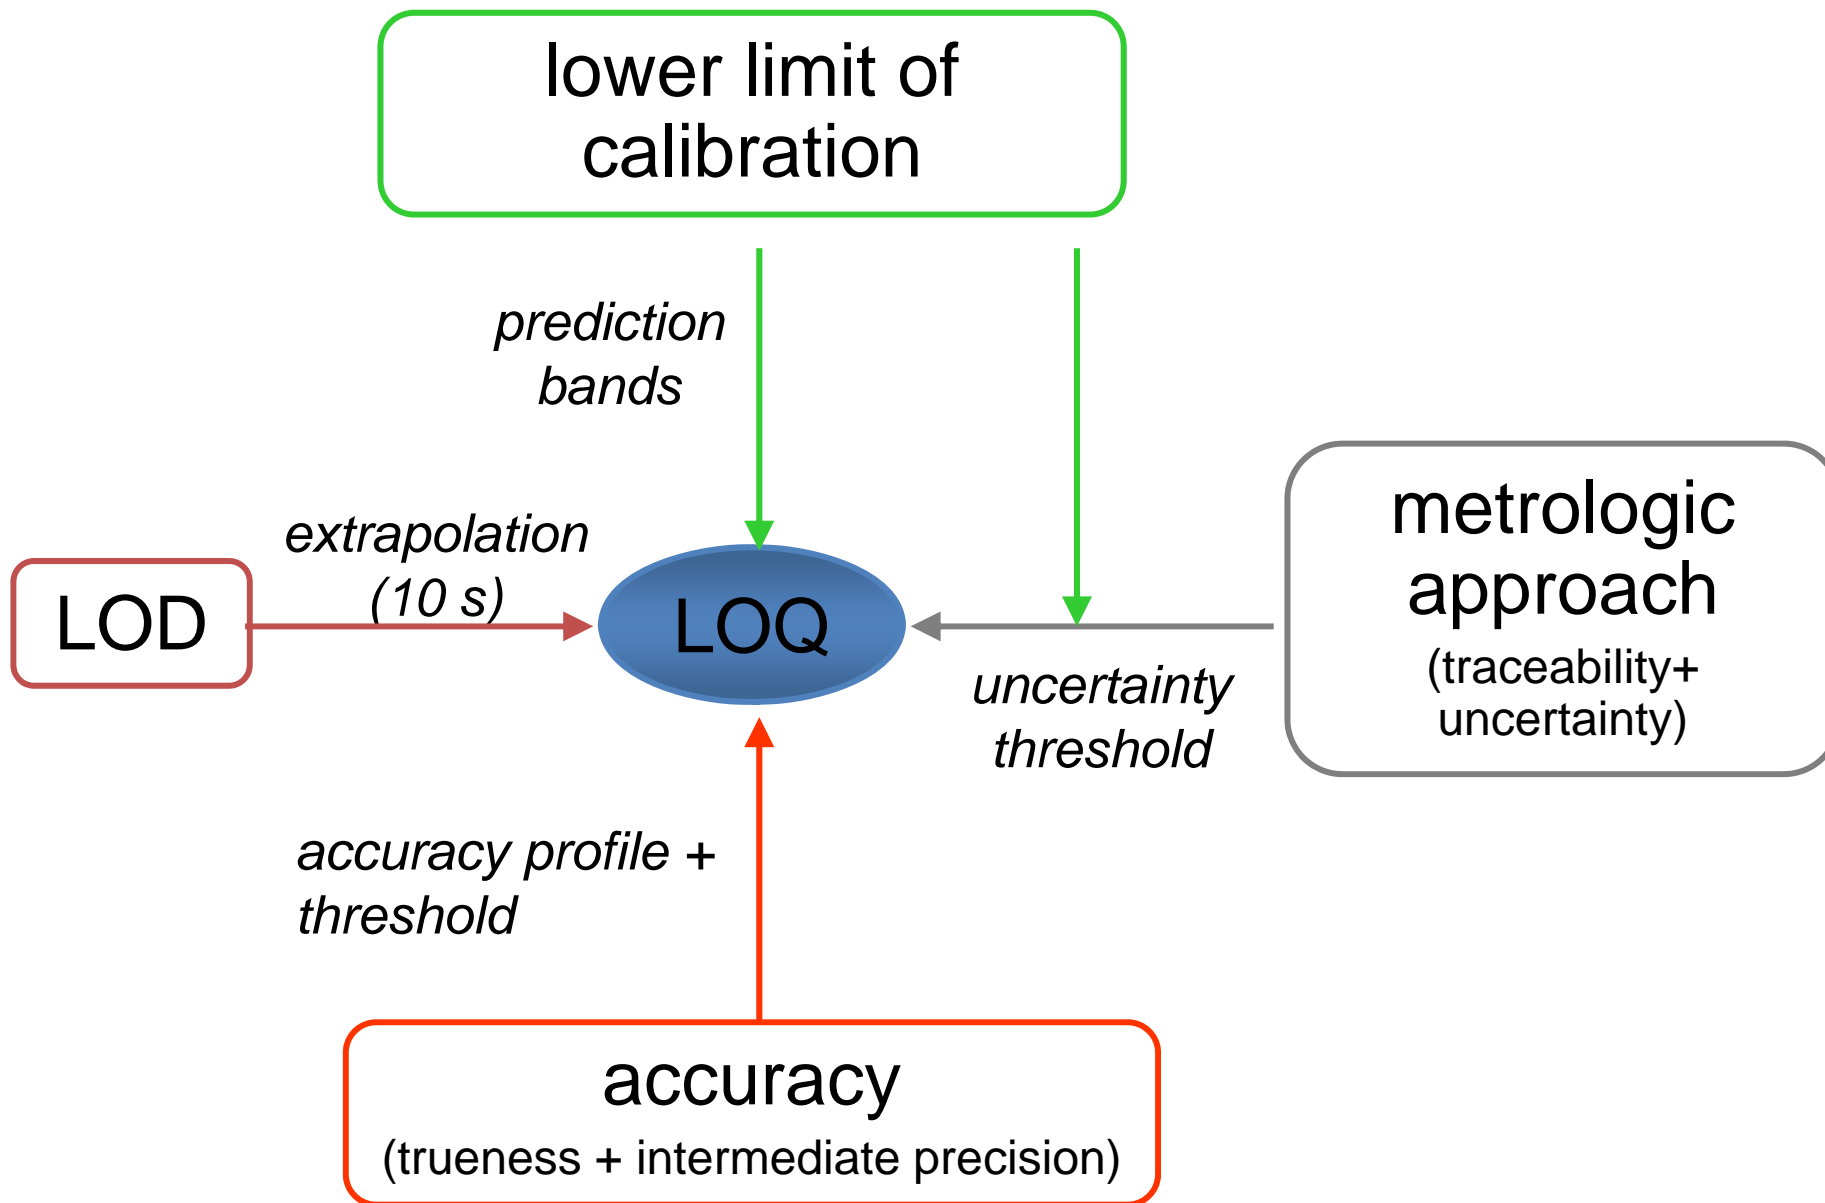 lower limit of
calibration
prediction
bands
extrapolation
(10 s)
LOD
LOQ
metrologic
approach
(traceability+
uncertainty)
uncertainty
threshold
accuracy profile +
threshold
accuracy
(trueness + intermediate precision)